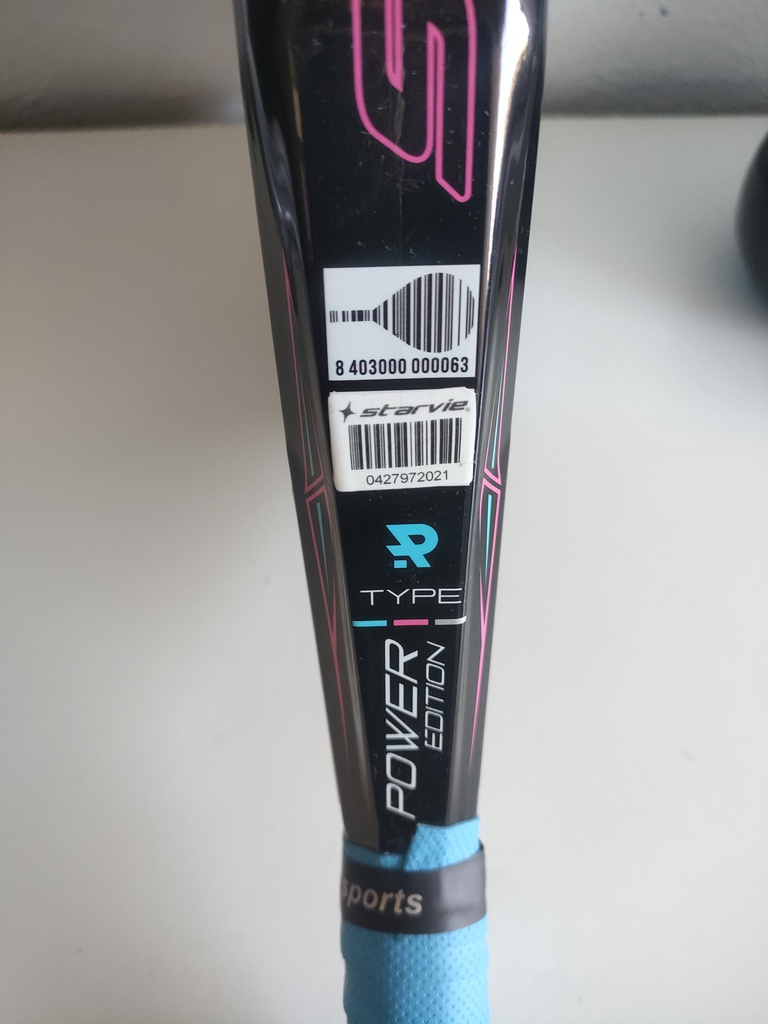 S
8 403000 000063
starvie
0427972021
R
TYPE
POWER
EDITION
sports